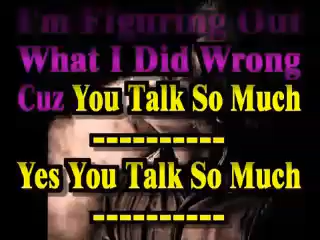 I'm Figuring Out
What I Did Wrong
Cuz You Talk So Much
----------
Yes You Talk So Much
----------